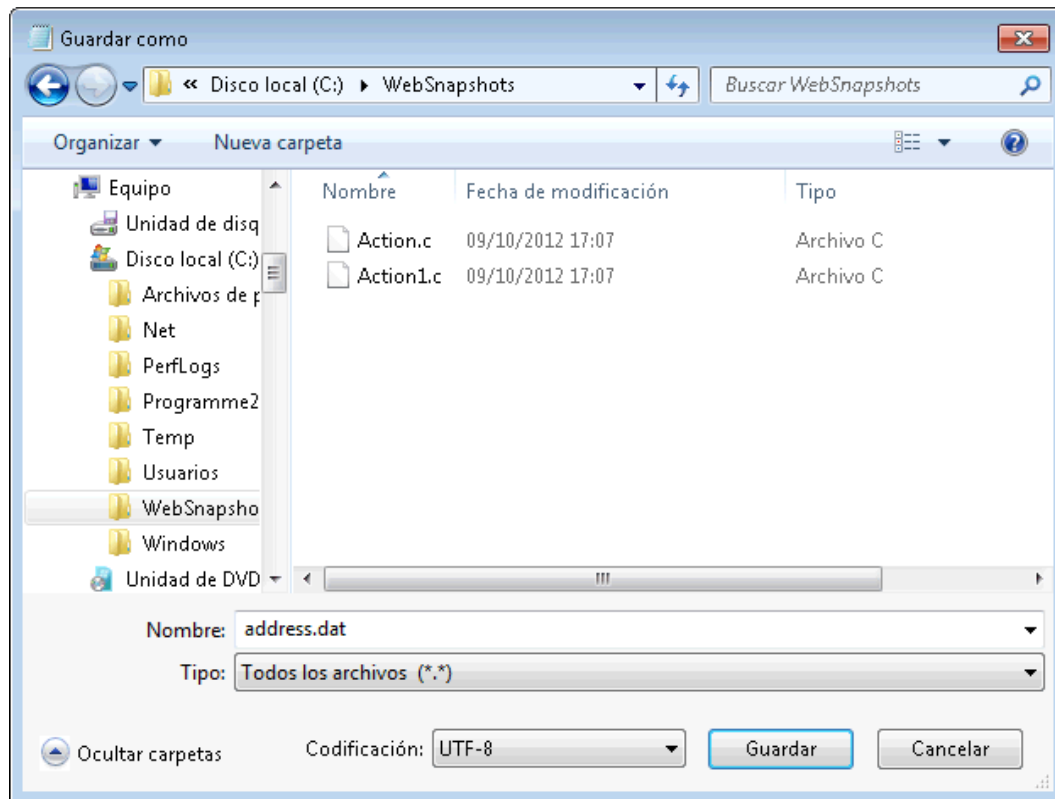 Guardar como
« Disco local (C:) ▸ WebSnapshots
Buscar WebSnapshots
Organizar
Nueva carpeta
Equipo
Unidad de disq
Disco local (C:)
Archivos de p
Net
PerfLogs
Programme2
Temp
Usuarios
WebSnapsho
Windows
Unidad de DVD
Nombre Fecha de modificación Tipo
Action.c 09/10/2012 17:07 Archivo C
Action1.c 09/10/2012 17:07 Archivo C
Nombre: address.dat
Tipo: Todos los archivos (*.*)
Ocultar carpetas
Codificación: UTF-8
Guardar
Cancelar